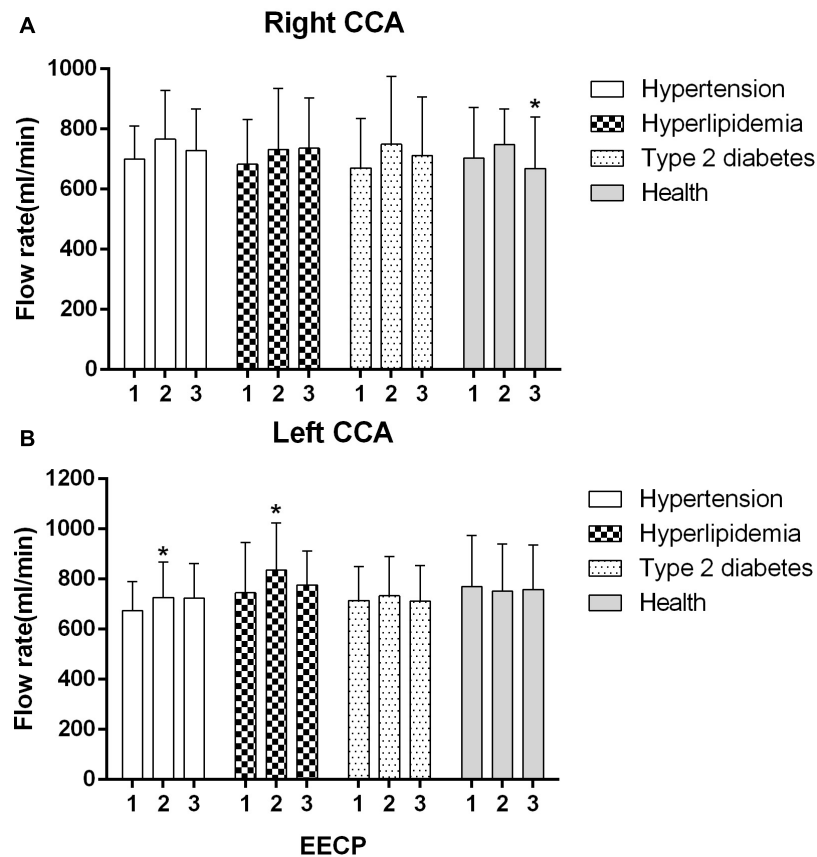 A
Right CCA
Flow rate(ml/min)
1000
800
600
400
200
0
*
1 2 3 1 2 3 1 2 3 1 2 3
Hypertension
Hyperlipidemia
Type 2 diabetes
Health
B
Left CCA
Flow rate(ml/min)
1200
1000
800
600
400
200
0
* *
1 2 3 1 2 3 1 2 3 1 2 3
EECP
Hypertension
Hyperlipidemia
Type 2 diabetes
Health